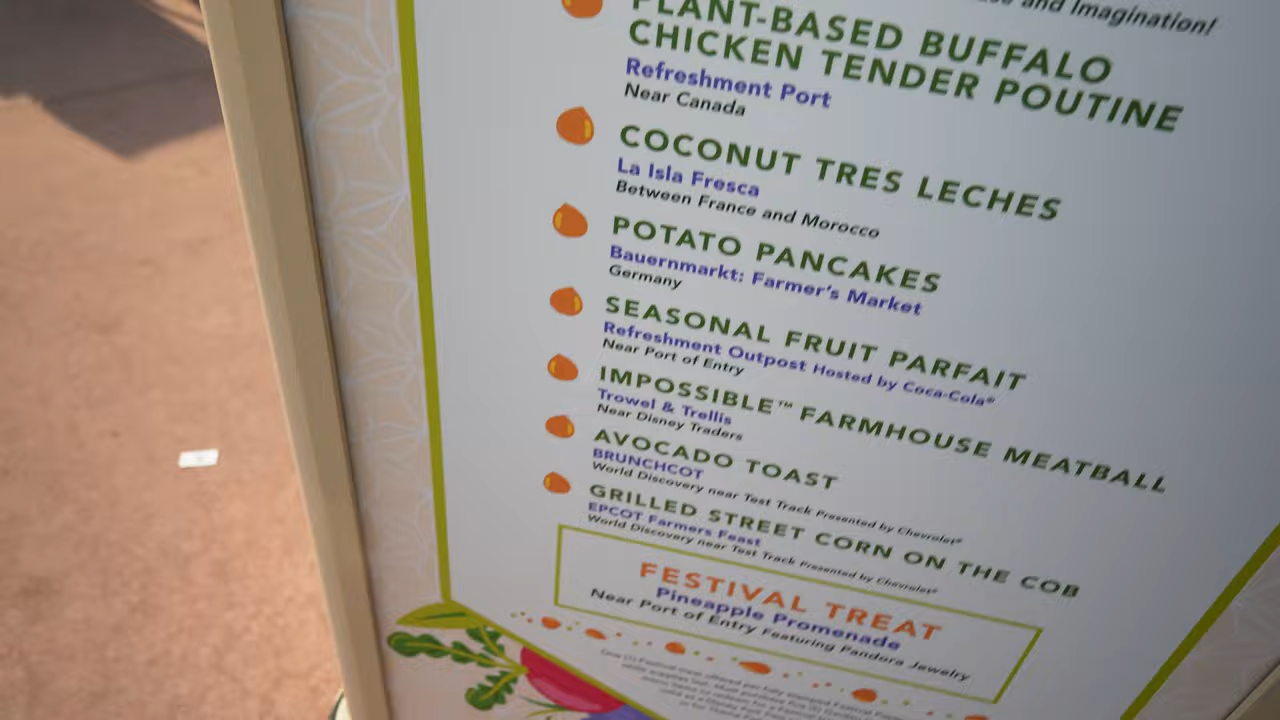 and Imagination!
PLANT-BASED BUFFALO
CHICKEN TENDER POUTINE
Refreshment Port
Near Canada
COCONUT TRES LECHES
La Isla Fresca
Between France and Morocco
POTATO PANCAKES
Bauernmarkt: Farmer's Market
Germany
SEASONAL FRUIT PARFAIT
Refreshment Outpost Hosted by Coca-Cola®
Near Port of Entry
IMPOSSIBLE™ FARMHOUSE MEATBALL
Trowel & Trellis
Near Disney Traders
AVOCADO TOAST
BRUNCHCOT
World Discovery near Test Track Presented by Chevrolet®
GRILLED STREET CORN ON THE COB
EPCOT Farmers Feast
World Discovery near Test Track Presented by Chevrolet®
FESTIVAL TREAT
Pineapple Promenade
Near Port of Entry Featuring Pandora Jewelry